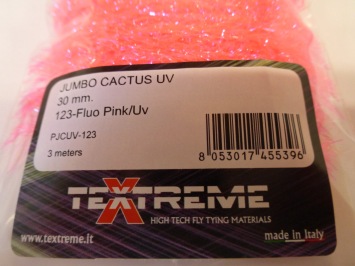 JUMBO CACTUS UV
30 mm.
123-Fluo Pink/Uv
PJCUV-123
3 meters
8 053017 455396
TEXTREME
HIGH TECH FLY TYING MATERIALS
www.textreme.it
made in Italy